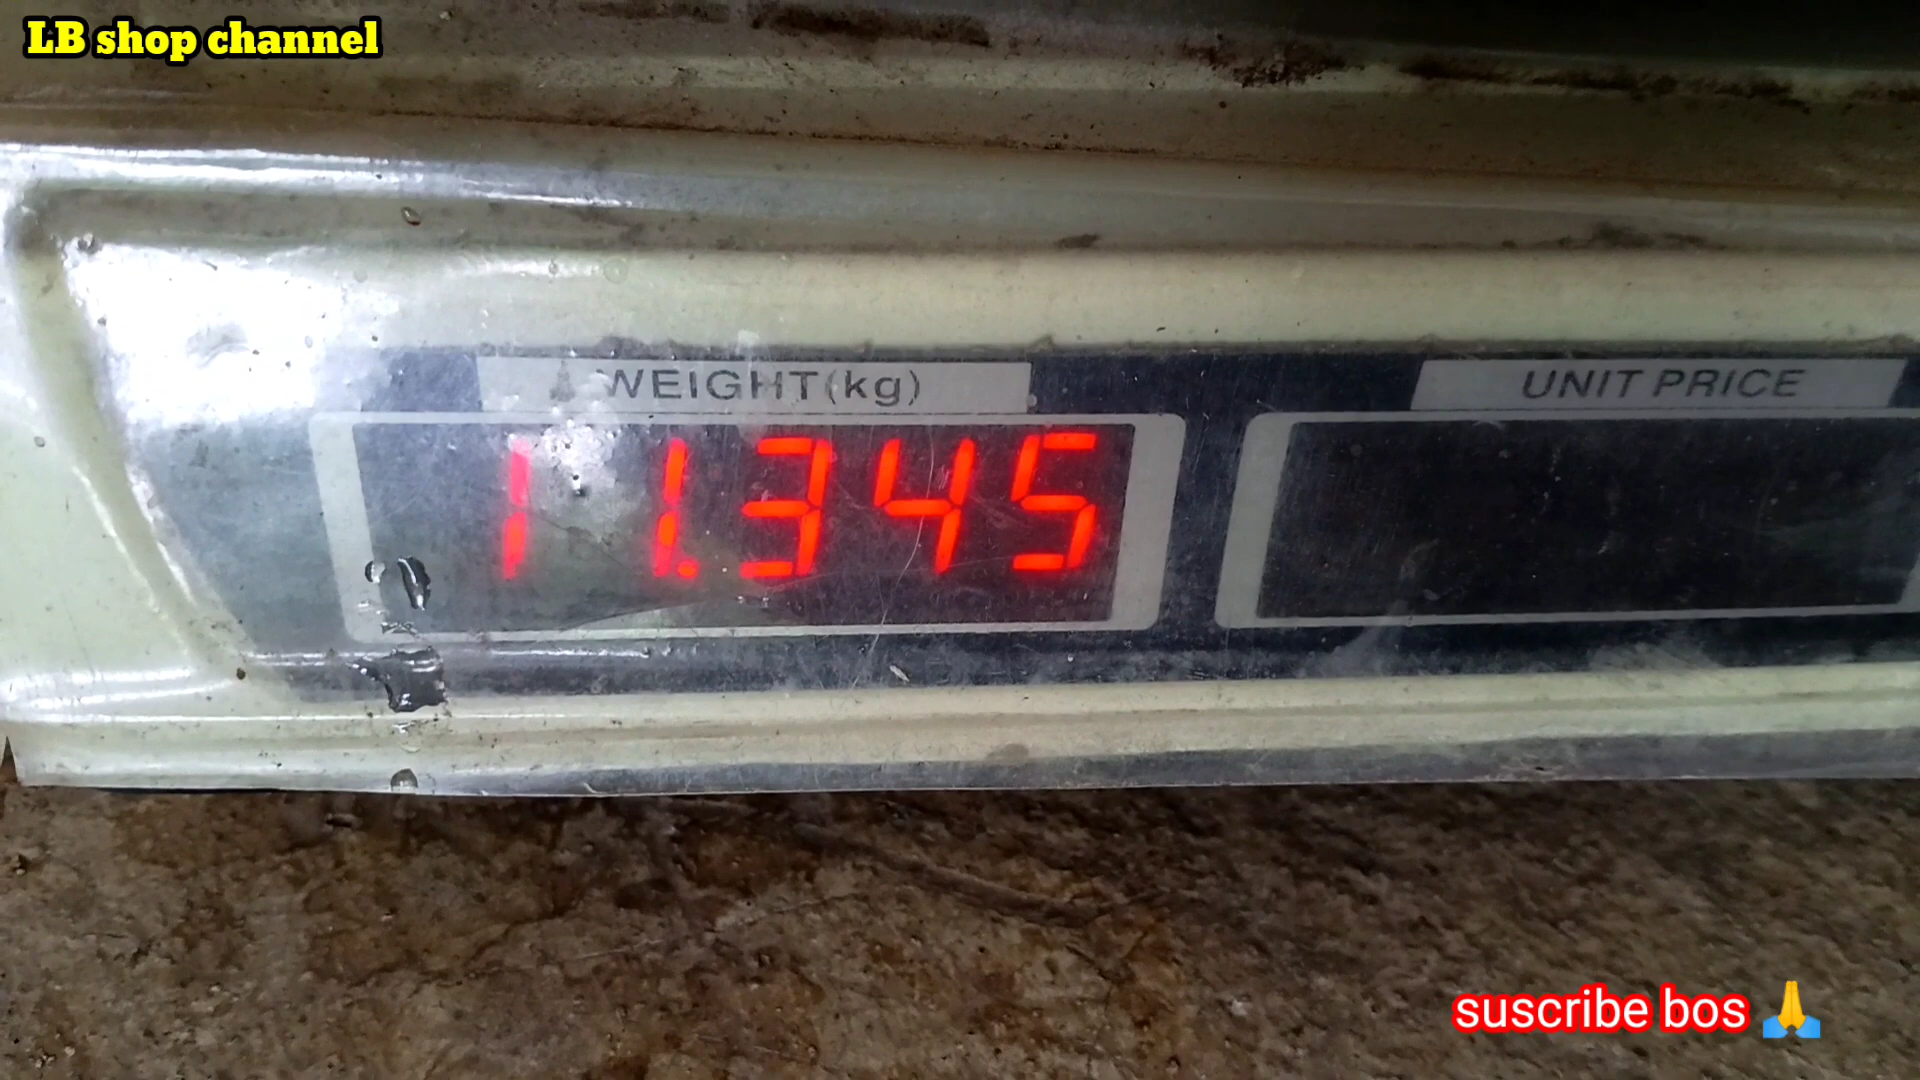 LB shop channel
WEIGHT(kg)
UNIT PRICE
11.345
suscribe bos 🙏